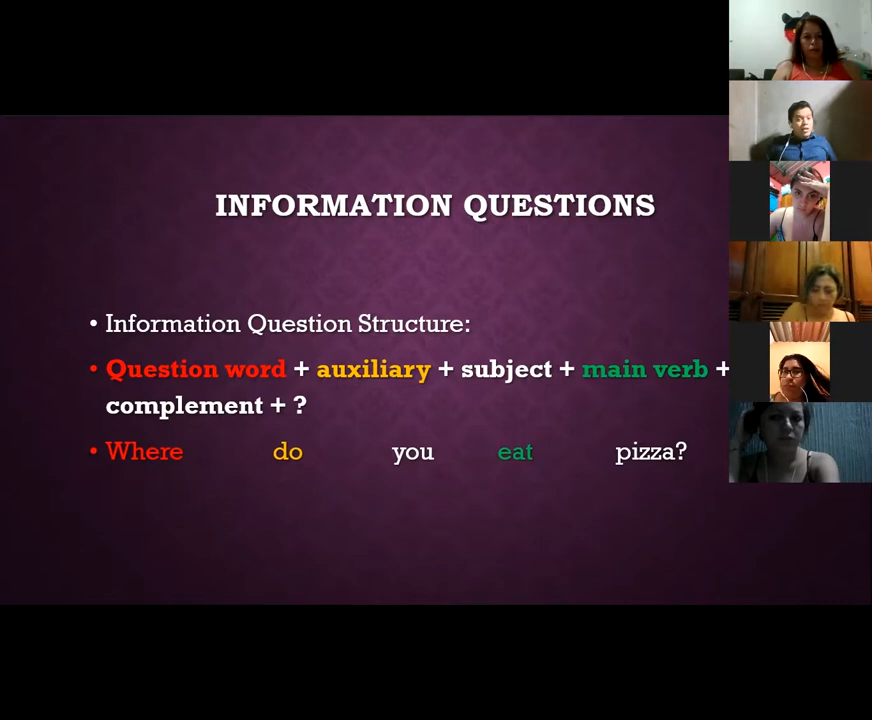 INFORMATION QUESTIONS
• Information Question Structure:
• Question word + auxiliary + subject + main verb +
complement + ?
• Where do you eat pizza?